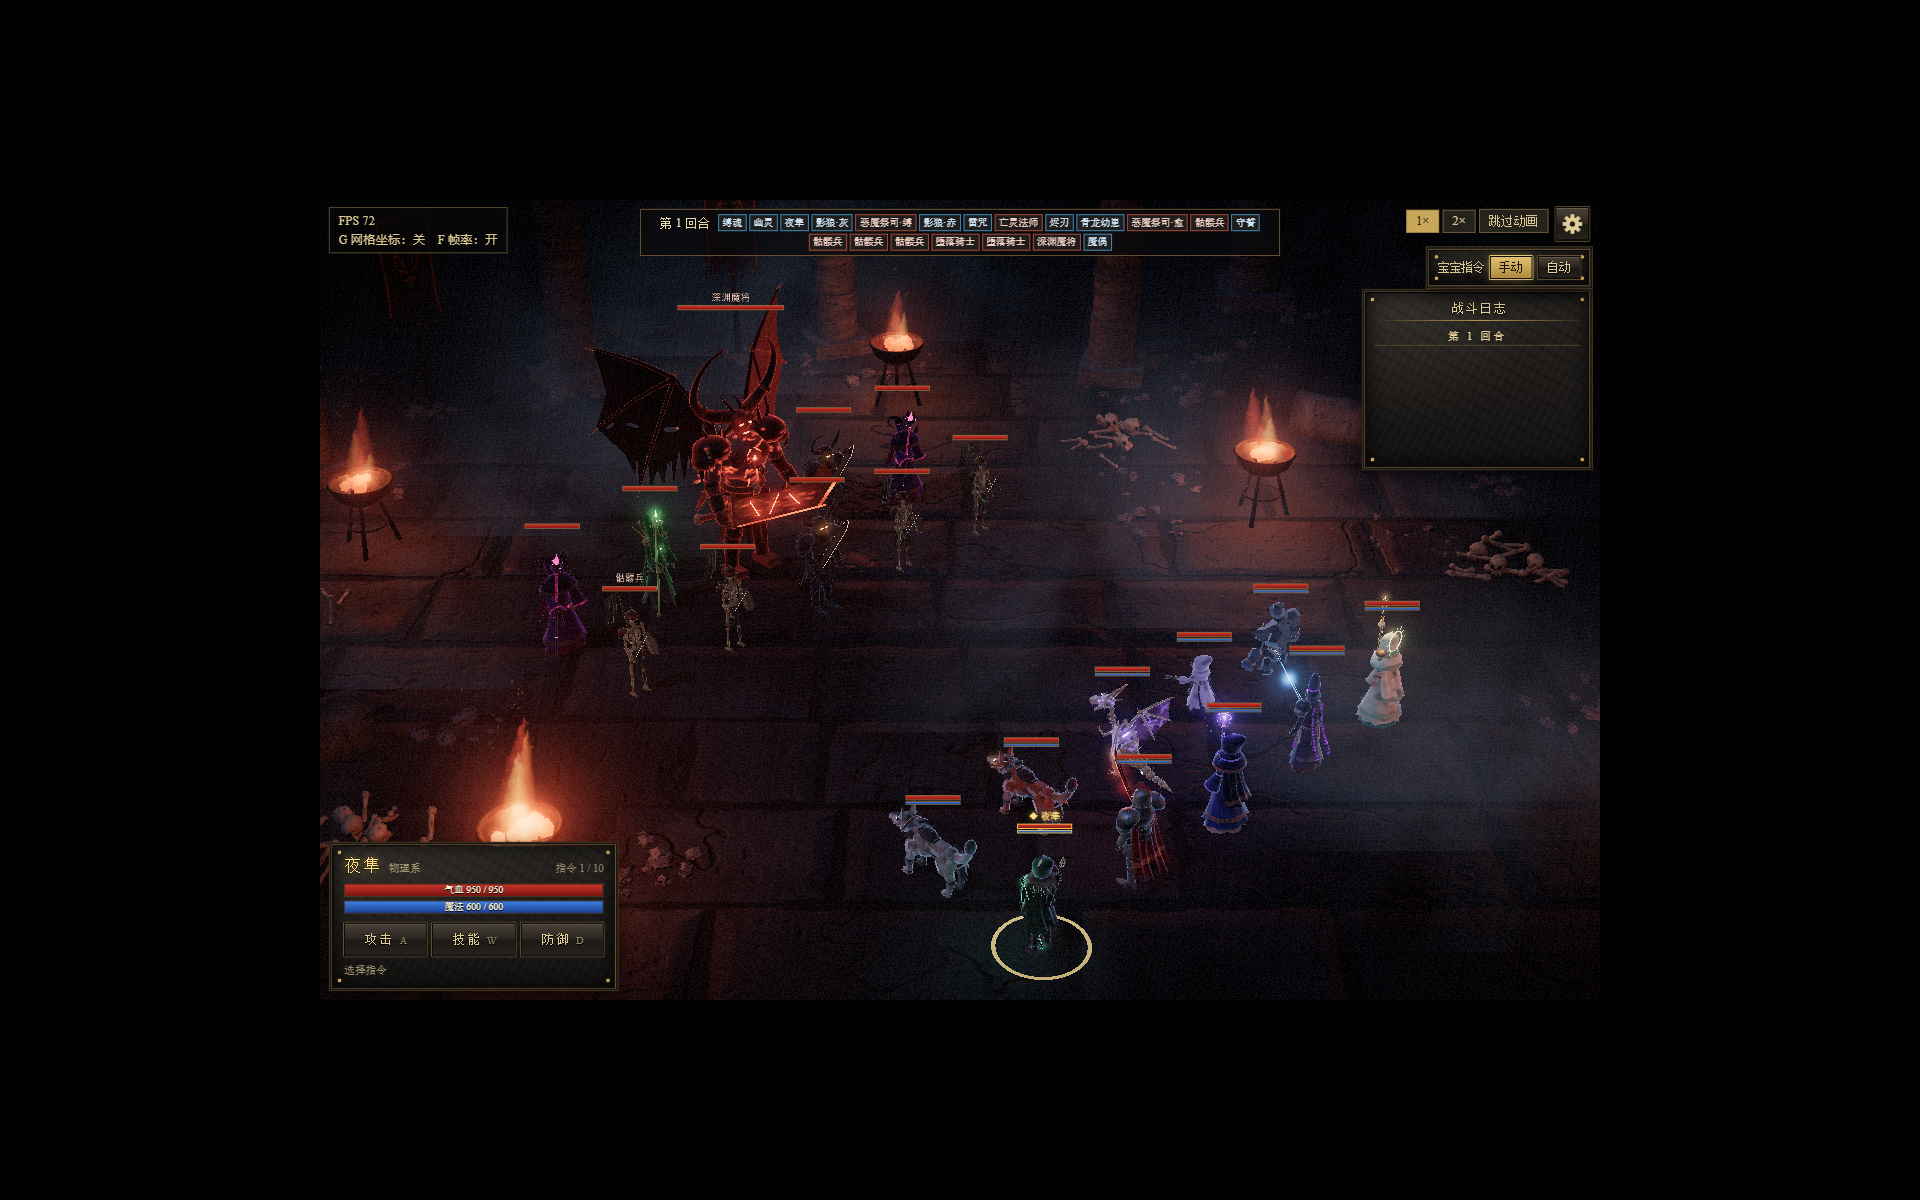 FPS 72
G 网格坐标：关 F 帧率：开
第 1 回合 缚魂 幽灵 夜隼 影狼·灰 恶魔祭司·缚 影狼·赤 雷咒 亡灵法师 烬刃 骨龙幼崽 恶魔祭司·愈 骷髅兵 守誓
骷髅兵 骷髅兵 骷髅兵 堕落骑士 堕落骑士 深渊魔将 魔偶
1× 2× 跳过动画
宝宝指令 手动 自动
战斗日志
第 1 回合
深渊魔将
骷髅兵
夜隼
夜隼 物理系 指令 1 / 10
气血 950 / 950
魔法 600 / 600
攻击 A 技能 W 防御 D
选择指令